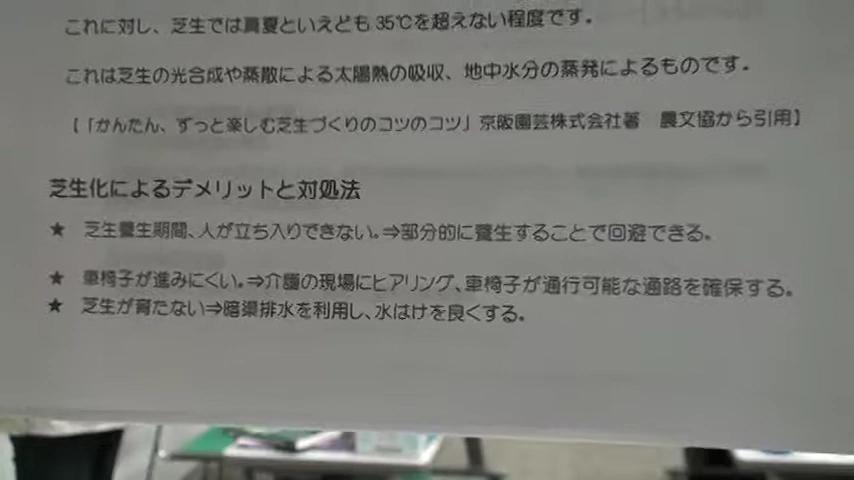 これに対し、芝生では真夏といえども35℃を超えない程度です。
これは芝生の光合成や蒸散による太陽熱の吸収、地中水分の蒸発によるものです。
【「かんたん、ずっと楽しむ芝生づくりのコツのコツ」京阪園芸株式会社著　農文協から引用】
芝生化によるデメリットと対処法
★　芝生養生期間、人が立ち入りできない。⇒部分的に養生することで回避できる。
★　車椅子が進みにくい。⇒介護の現場にヒアリング、車椅子が通行可能な通路を確保する。
★　芝生が育たない⇒暗渠排水を利用し、水はけを良くする。